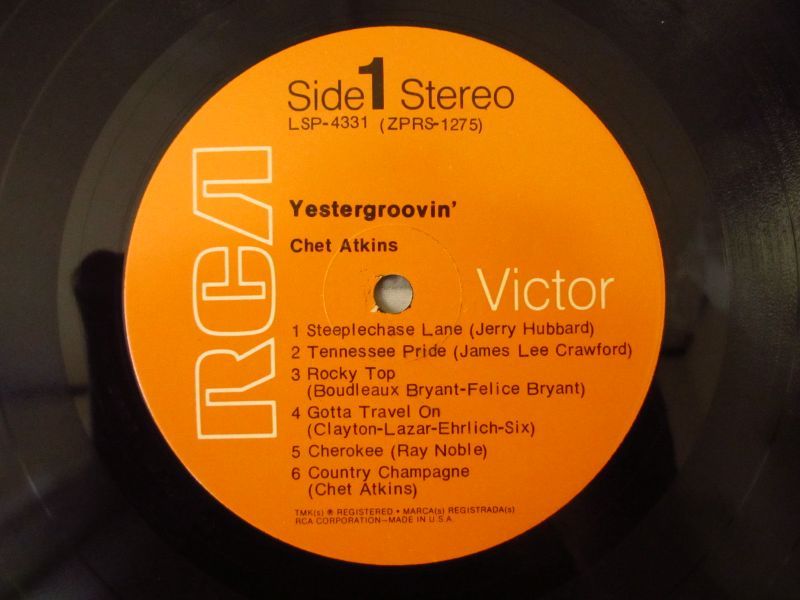 Side 1 Stereo
LSP-4331 (ZPRS-1275)
RCA
Yestergroovin'
Chet Atkins
Victor
1 Steeplechase Lane (Jerry Hubbard)
2 Tennessee Pride (James Lee Crawford)
3 Rocky Top
(Boudleaux Bryant-Felice Bryant)
4 Gotta Travel On
(Clayton-Lazar-Ehrlich-Six)
5 Cherokee (Ray Noble)
6 Country Champagne
(Chet Atkins)
TMK(s) ® REGISTERED • MARCA(s) REGISTRADA(s)
RCA CORPORATION—MADE IN U.S.A.